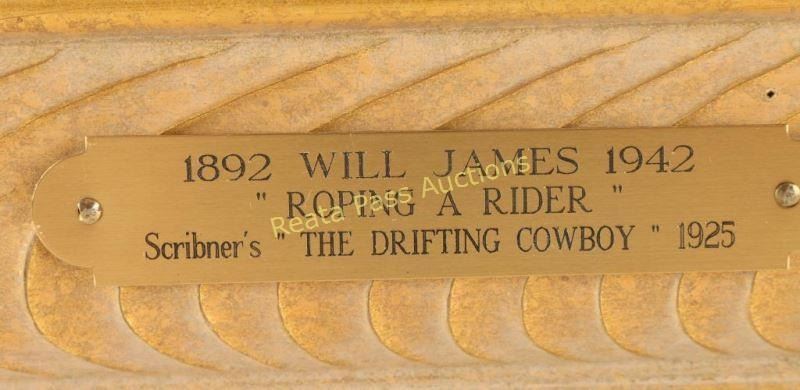 1892 WILL JAMES 1942
" ROPING A RIDER "
Scribner's " THE DRIFTING COWBOY " 1925
Reata Pass Auctions